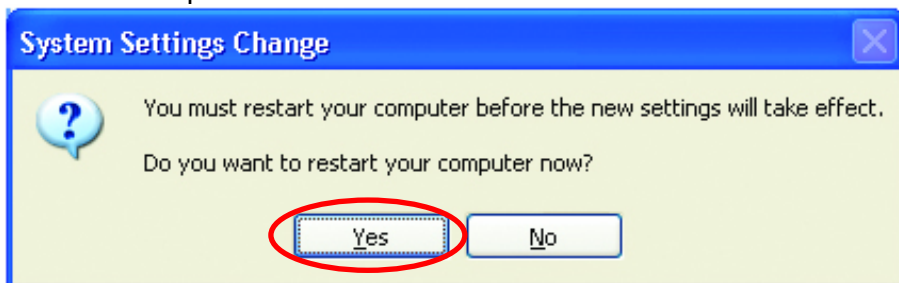 System Settings Change
You must restart your computer before the new settings will take effect.
Do you want to restart your computer now?
Yes
No